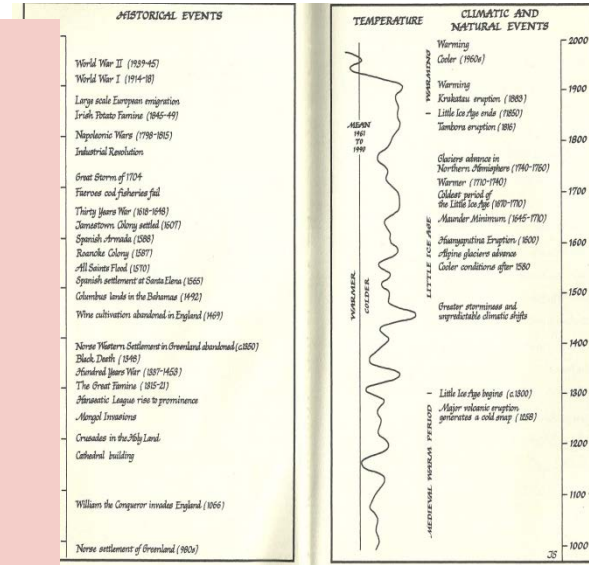 HISTORICAL EVENTS
World War II (1939-45)
World War I (1914-18)
Large scale European emigration
Irish Potato Famine (1845-49)
Napoleonic Wars (1798-1815)
Industrial Revolution
Great Storm of 1704
Faeroes cod fisheries fail
Thirty Years War (1618-1648)
Jamestown Colony settled (1607)
Spanish Armada (1588)
Roanoke Colony (1587)
All Saints Flood (1570)
Spanish settlement at Santa Elena (1565)
Columbus lands in the Bahamas (1492)
Wine cultivation abandoned in England (1469)
Norse Western Settlement in Greenland abandoned (c.1350)
Black Death (1348)
Hundred Years War (1337-1453)
The Great Famine (1315-21)
Hanseatic League rise to prominence
Mongol Invasions
Crusades in the Holy Land
Cathedral building
William the Conqueror invades England (1066)
Norse settlement of Greenland (980s)
TEMPERATURE
MEAN
1961
TO
1990
WARMER
COLDER
WARMING
LITTLE ICE AGE
MEDIEVAL WARM PERIOD
CLIMATIC AND
NATURAL EVENTS
Warming
Cooler (1960s)
Warming
Krakatau eruption (1883)
Little Ice Age ends (?1850)
Tambora eruption (1816)
Glaciers advance in
Northern Hemisphere (1740-1760)
Warmer (1710-1740)
Coldest period of
the Little Ice Age (1670-1710)
Maunder Minimum (1645-1710)
Huanyaputina Eruption (1600)
Alpine glaciers advance
Cooler conditions after 1580
Greater storminess and
unpredictable climatic shifts
Little Ice Age begins (c.1300)
Major volcanic eruption
generates a cold snap (1258)
2000
1900
1800
1700
1600
1500
1400
1300
1200
1100
1000
JS